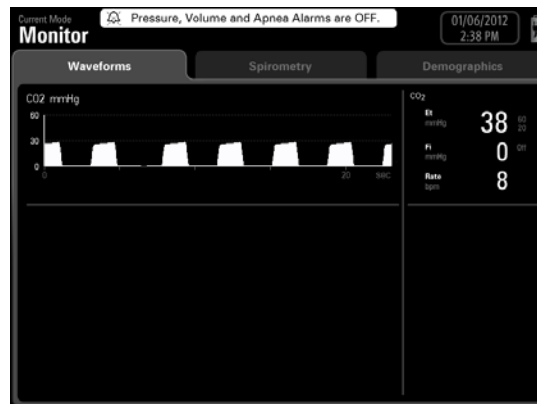 Current Mode
Monitor
Pressure, Volume and Apnea Alarms are OFF.
01/06/2012
2:38 PM
Waveforms
Spirometry
Demographics
CO2 mmHg
60
30
0
0
20
sec
CO2
Et
mmHg
38
60
20
Fi
mmHg
0
Off
Rate
bpm
8